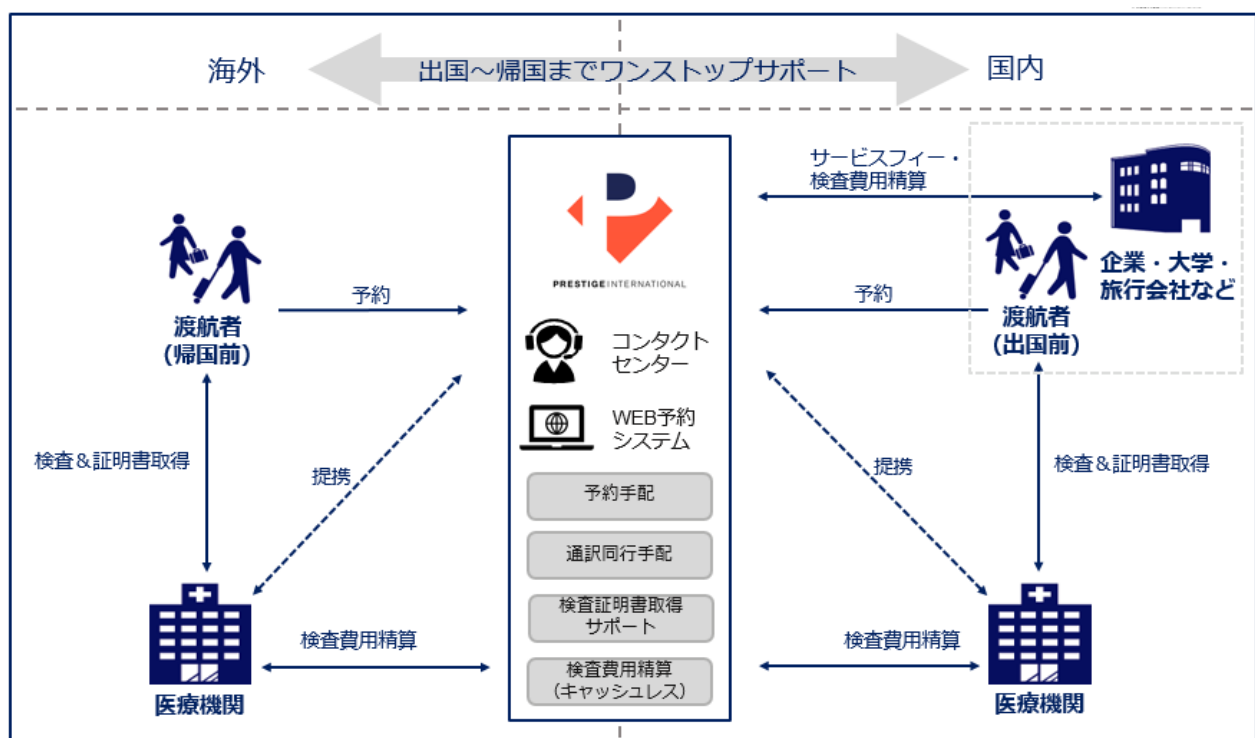 海外
出国～帰国までワンストップサポート
国内
サービスフィー・
検査費用精算
企業・大学・
旅行会社など
PRESTIGEINTERNATIONAL
予約
予約
渡航者
(帰国前)
渡航者
(出国前)
コンタクト
センター
WEB予約
システム
検査＆証明書取得
提携
提携
検査＆証明書取得
予約手配
通訳同行手配
検査証明書取得
サポート
検査費用精算
(キャッシュレス)
検査費用精算
検査費用精算
医療機関
医療機関